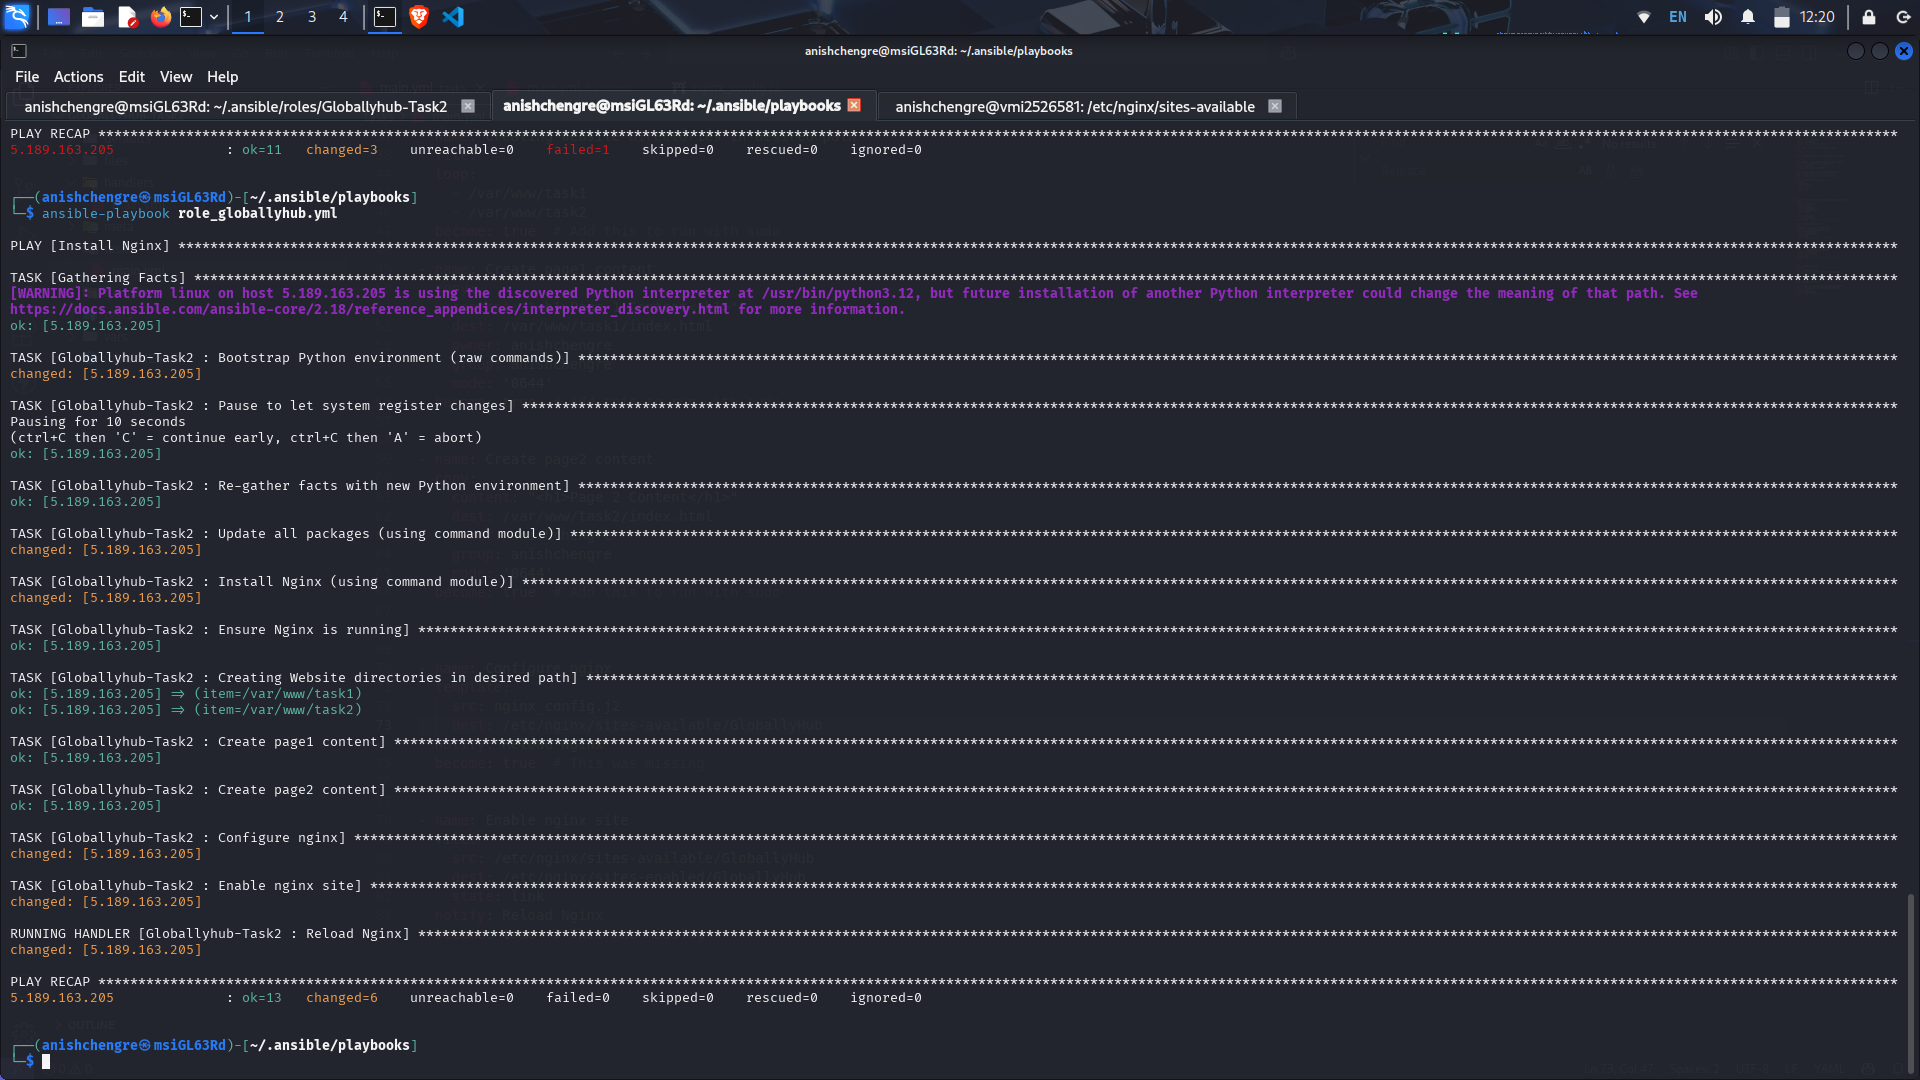 1 2 3 4
EN 12:20
anishchengre@msiGL63Rd: ~/.ansible/playbooks
File Actions Edit View Help
anishchengre@msiGL63Rd: ~/.ansible/roles/Globallyhub-Task2 anishchengre@msiGL63Rd: ~/.ansible/playbooks anishchengre@vmi2526581: /etc/nginx/sites-available
PLAY RECAP ****
5.189.163.205 : ok=11 changed=3 unreachable=0 failed=1 skipped=0 rescued=0 ignored=0
┌──(anishchengre㉿msiGL63Rd)-[~/.ansible/playbooks]
└─$ ansible-playbook role_globallyhub.yml
PLAY [Install Nginx] ****
TASK [Gathering Facts] ****
[WARNING]: Platform linux on host 5.189.163.205 is using the discovered Python interpreter at /usr/bin/python3.12, but future installation of another Python interpreter could change the meaning of that path. See
https://docs.ansible.com/ansible-core/2.18/reference_appendices/interpreter_discovery.html for more information.
ok: [5.189.163.205]
TASK [Globallyhub-Task2 : Bootstrap Python environment (raw commands)] ****
changed: [5.189.163.205]
TASK [Globallyhub-Task2 : Pause to let system register changes] ****
Pausing for 10 seconds
(ctrl+C then 'C' = continue early, ctrl+C then 'A' = abort)
ok: [5.189.163.205]
TASK [Globallyhub-Task2 : Re-gather facts with new Python environment] ****
ok: [5.189.163.205]
TASK [Globallyhub-Task2 : Update all packages (using command module)] ****
changed: [5.189.163.205]
TASK [Globallyhub-Task2 : Install Nginx (using command module)] ****
changed: [5.189.163.205]
TASK [Globallyhub-Task2 : Ensure Nginx is running] ****
ok: [5.189.163.205]
TASK [Globallyhub-Task2 : Creating Website directories in desired path] ****
ok: [5.189.163.205] => (item=/var/www/task1)
ok: [5.189.163.205] => (item=/var/www/task2)
TASK [Globallyhub-Task2 : Create page1 content] ****
ok: [5.189.163.205]
TASK [Globallyhub-Task2 : Create page2 content] ****
ok: [5.189.163.205]
TASK [Globallyhub-Task2 : Configure nginx] ****
changed: [5.189.163.205]
TASK [Globallyhub-Task2 : Enable nginx site] ****
changed: [5.189.163.205]
RUNNING HANDLER [Globallyhub-Task2 : Reload Nginx] ****
changed: [5.189.163.205]
PLAY RECAP ****
5.189.163.205 : ok=13 changed=6 unreachable=0 failed=0 skipped=0 rescued=0 ignored=0
┌──(anishchengre㉿msiGL63Rd)-[~/.ansible/playbooks]
└─$